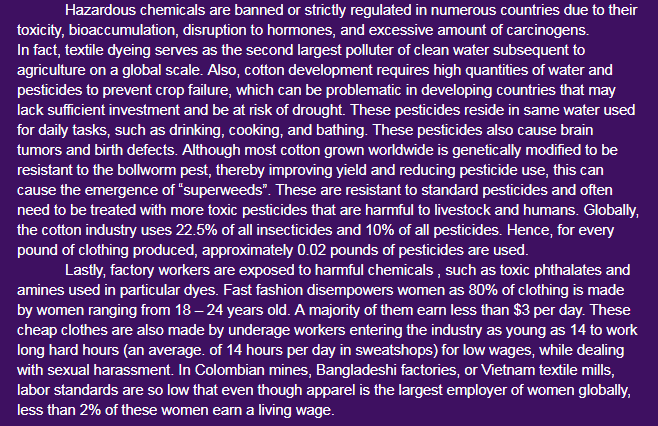 Hazardous chemicals are banned or strictly regulated in numerous countries due to their
toxicity, bioaccumulation, disruption to hormones, and excessive amount of carcinogens.
In fact, textile dyeing serves as the second largest polluter of clean water subsequent to
agriculture on a global scale. Also, cotton development requires high quantities of water and
pesticides to prevent crop failure, which can be problematic in developing countries that may
lack sufficient investment and be at risk of drought. These pesticides reside in same water used
for daily tasks, such as drinking, cooking, and bathing. These pesticides also cause brain
tumors and birth defects. Although most cotton grown worldwide is genetically modified to be
resistant to the bollworm pest, thereby improving yield and reducing pesticide use, this can
cause the emergence of “superweeds”. These are resistant to standard pesticides and often
need to be treated with more toxic pesticides that are harmful to livestock and humans. Globally,
the cotton industry uses 22.5% of all insecticides and 10% of all pesticides. Hence, for every
pound of clothing produced, approximately 0.02 pounds of pesticides are used.
Lastly, factory workers are exposed to harmful chemicals , such as toxic phthalates and
amines used in particular dyes. Fast fashion disempowers women as 80% of clothing is made
by women ranging from 18 – 24 years old. A majority of them earn less than $3 per day. These
cheap clothes are also made by underage workers entering the industry as young as 14 to work
long hard hours (an average. of 14 hours per day in sweatshops) for low wages, while dealing
with sexual harassment. In Colombian mines, Bangladeshi factories, or Vietnam textile mills,
labor standards are so low that even though apparel is the largest employer of women globally,
less than 2% of these women earn a living wage.